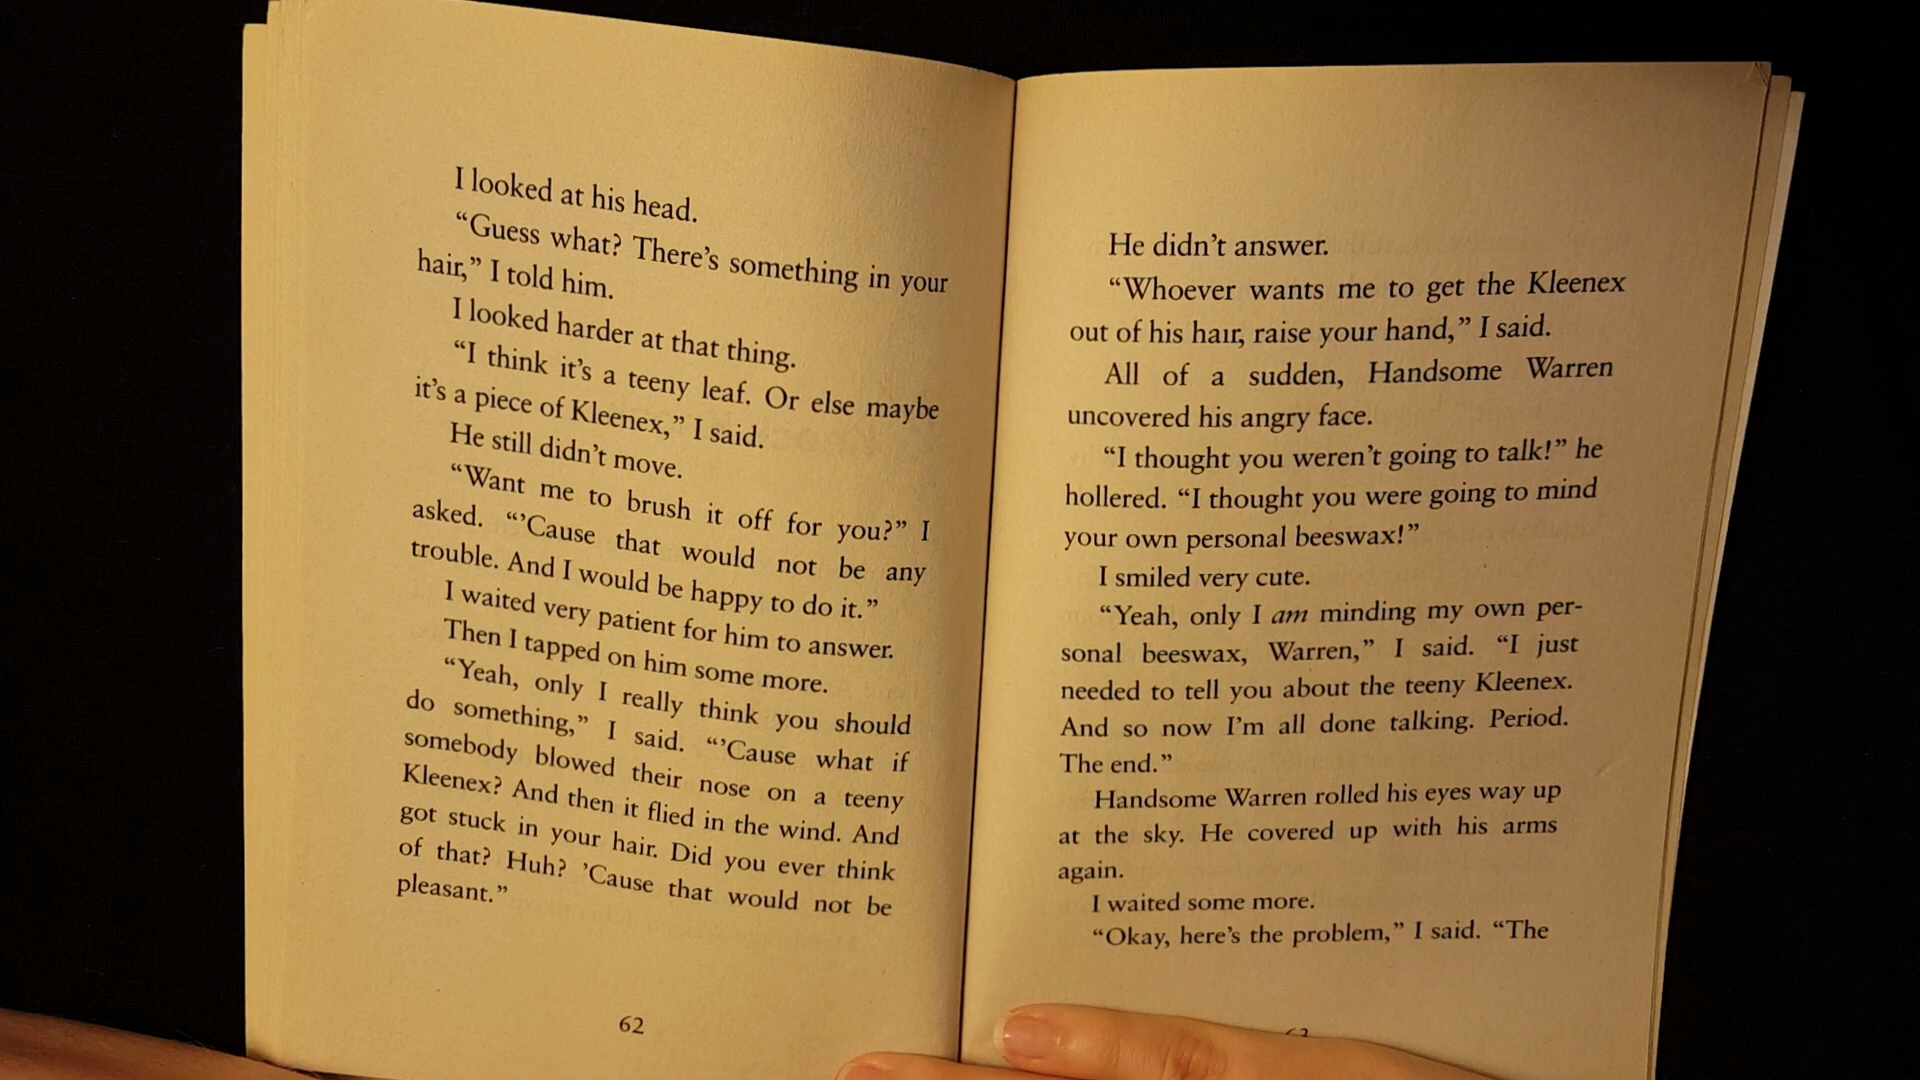 I looked at his head.
“Guess what? There’s something in your
hair,” I told him.
I looked harder at that thing.
“I think it’s a teeny leaf. Or else maybe
it’s a piece of Kleenex,” I said.
He still didn’t move.
“Want me to brush it off for you?” I
asked. “’Cause that would not be any
trouble. And I would be happy to do it.”
I waited very patient for him to answer.
Then I tapped on him some more.
“Yeah, only I really think you should
do something,” I said. “’Cause what if
somebody blowed their nose on a teeny
Kleenex? And then it flied in the wind. And
got stuck in your hair. Did you ever think
of that? Huh? ’Cause that would not be
pleasant.”
62
He didn’t answer.
“Whoever wants me to get the Kleenex
out of his hair, raise your hand,” I said.
All of a sudden, Handsome Warren
uncovered his angry face.
“I thought you weren’t going to talk!” he
hollered. “I thought you were going to mind
your own personal beeswax!”
I smiled very cute.
“Yeah, only I am minding my own per-
sonal beeswax, Warren,” I said. “I just
needed to tell you about the teeny Kleenex.
And so now I’m all done talking. Period.
The end.”
Handsome Warren rolled his eyes way up
at the sky. He covered up with his arms
again.
I waited some more.
“Okay, here’s the problem,” I said. “The